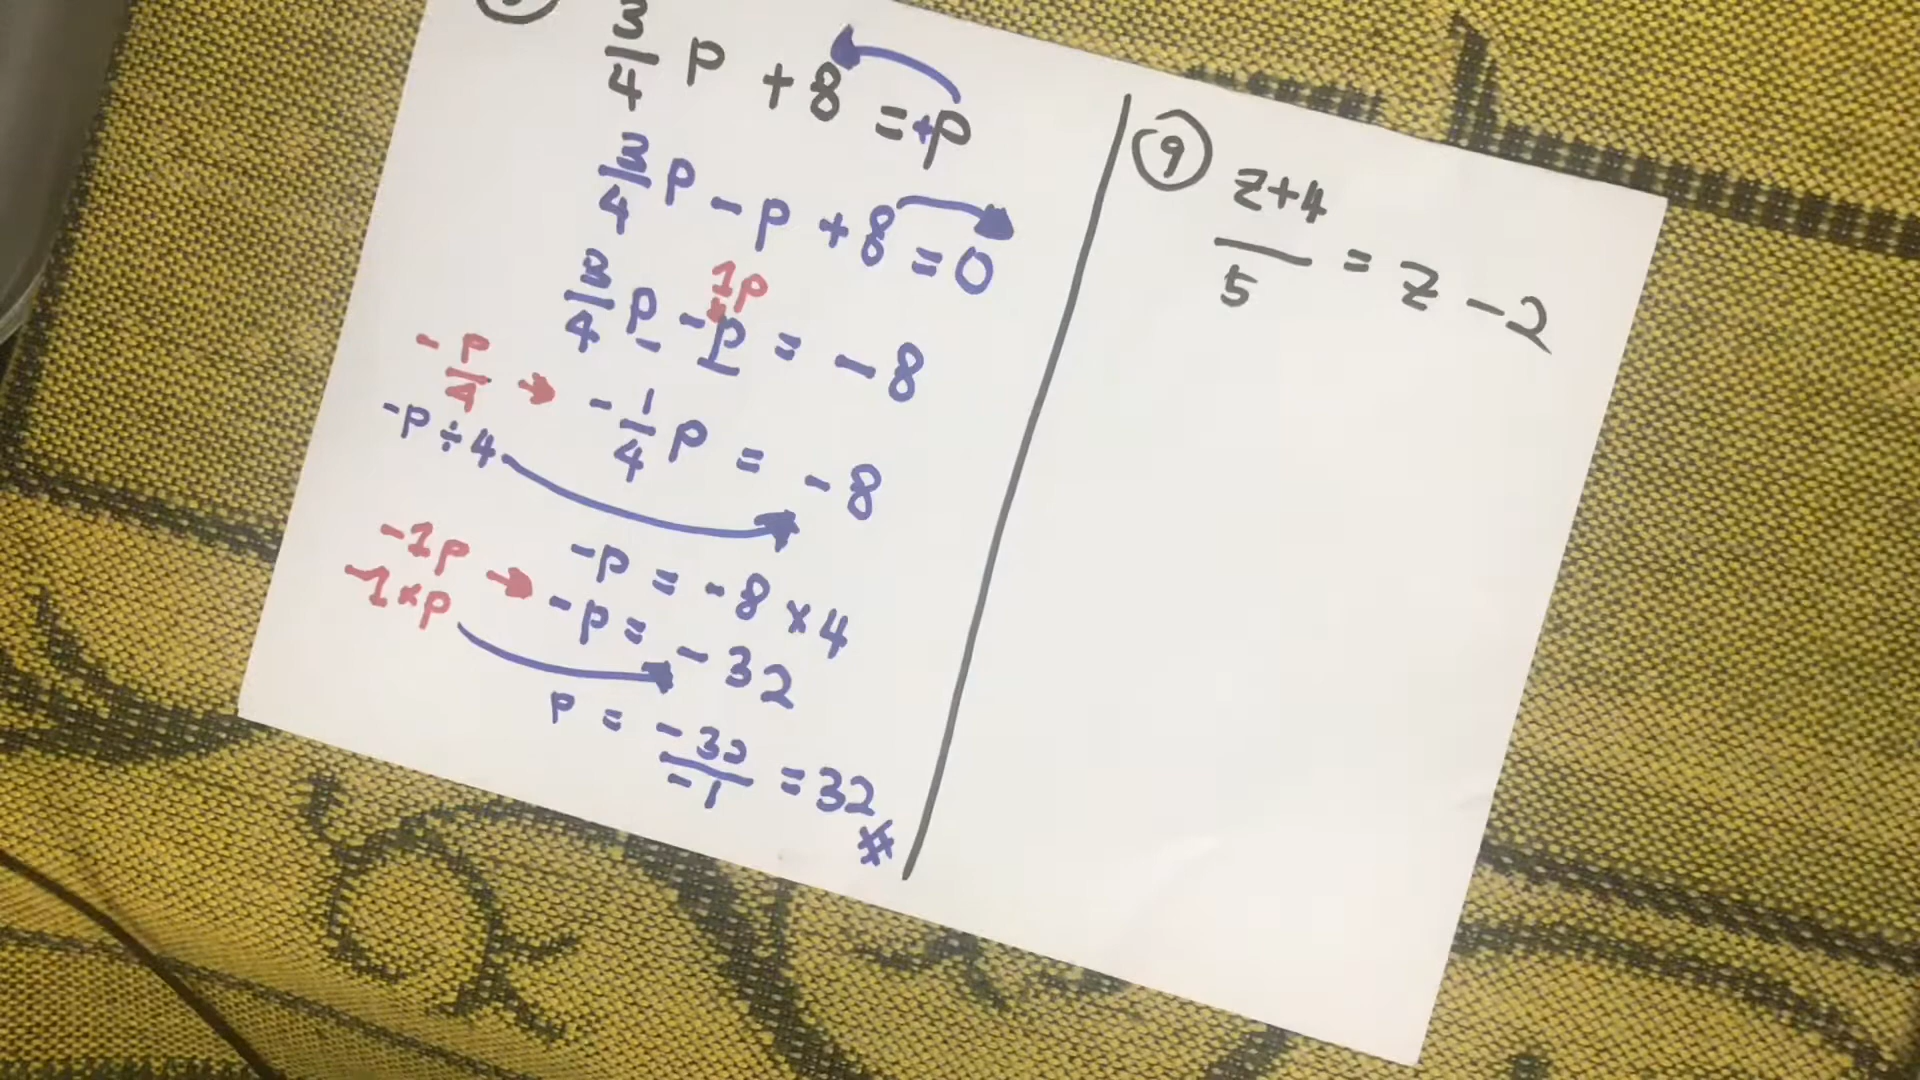 3/4 p + 8 = +p
3/4 p - p + 8 = 0
1p
3/4 p - p = - 8
- p/4 → - 1/4 p = - 8
-p ÷ 4
-p = - 8 × 4
-1p → -p = - 32
-1×p
p = -32/-1 = 32
9
z+4/5 = z - 2